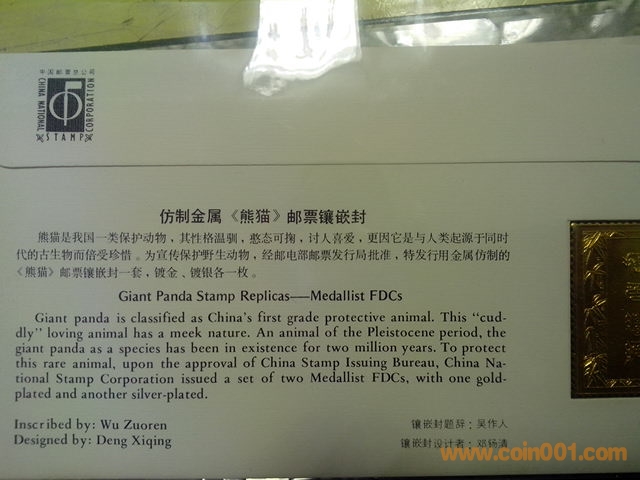 中国邮票总公司
CHINA NATIONAL
STAMP
CORPORATION
仿制金属《熊猫》邮票镶嵌封
熊猫是我国一类保护动物，其性格温驯，憨态可掬，讨人喜爱，更因它是与人类起源于同时
代的古生物而倍受珍惜。为宣传保护野生动物，经邮电部邮票发行局批准，特发行用金属仿制的
《熊猫》邮票镶嵌封一套，镀金、镀银各一枚。
Giant Panda Stamp Replicas——Medallist FDCs
Giant panda is classified as China's first grade protective animal. This “cud-
dly” loving animal has a meek nature. An animal of the Pleistocene period, the
giant panda as a species has been in existence for two million years. To protect
this rare animal, upon the approval of China Stamp Issuing Bureau, China Na-
tional Stamp Corporation issued a set of two Medallist FDCs, with one gold-
plated and another silver-plated.
Inscribed by: Wu Zuoren
Designed by: Deng Xiqing
镶嵌封题辞：吴作人
镶嵌封设计者：邓锡清
www.coin001.com